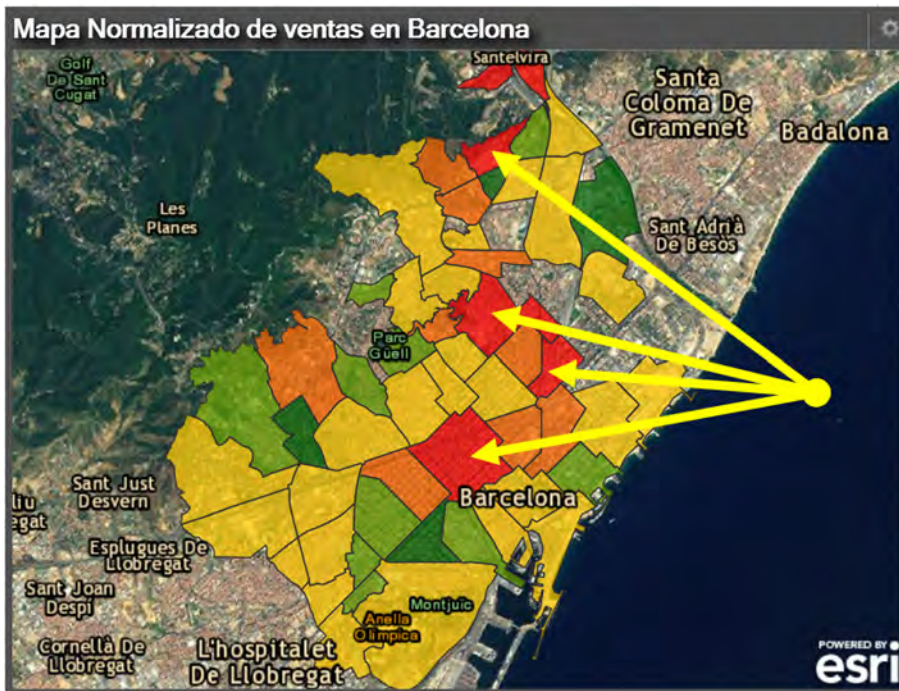 Mapa Normalizado de ventas en Barcelona
Golf
De Sant
Cugat
Santelvira
Santa
Coloma De
Gramenet
Badalona
Les
Planes
Sant Adrià
De Besòs
Parc
Güell
Sant Just
Desvern
liu
egat
Barcelona
Esplugues De
Llobregat
Sant Joan
Despí
Montjuïc
Anella
Olímpica
Cornellà De
Llobregat
L'hospitalet
De Llobregat
POWERED BY
esri